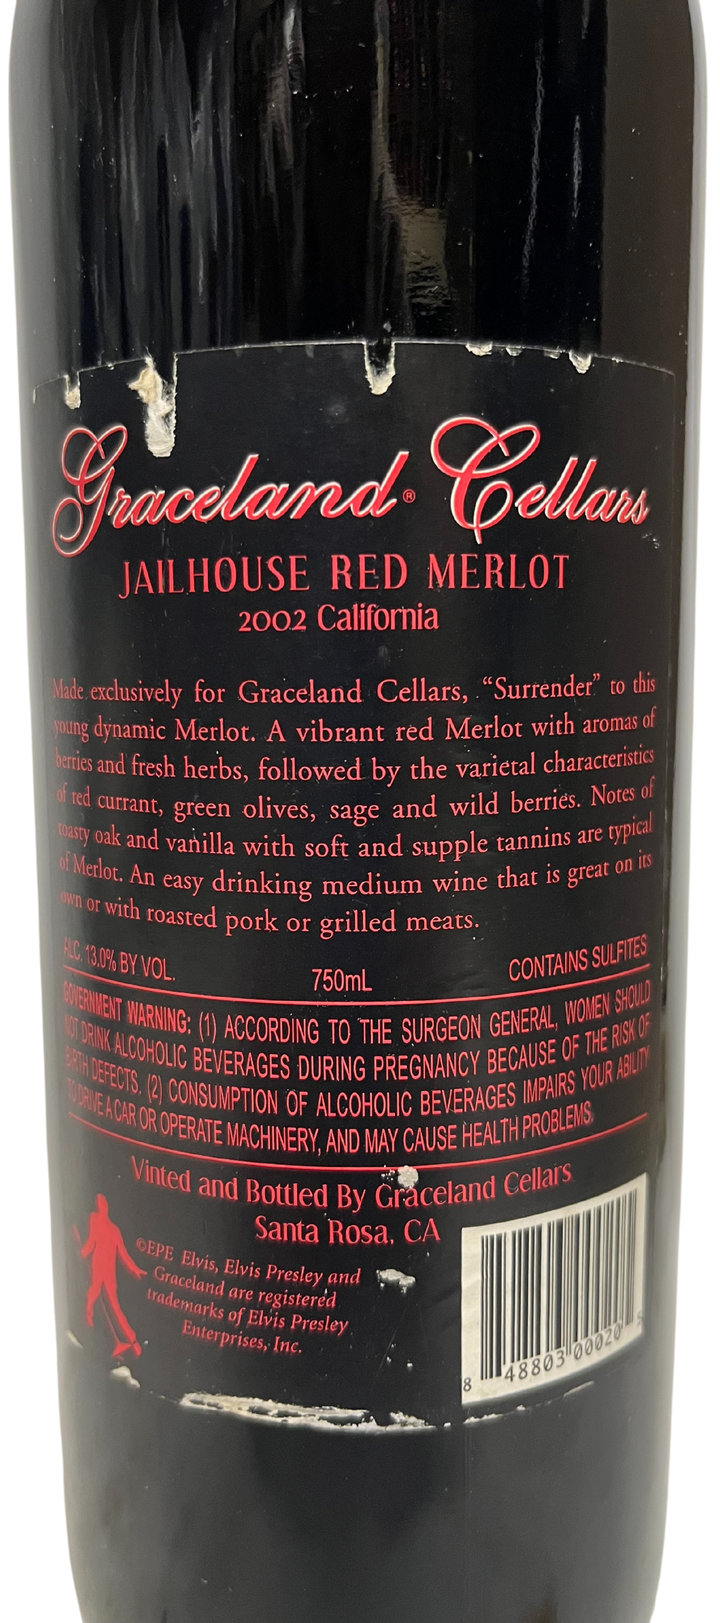 Graceland® Cellars
JAILHOUSE RED MERLOT
2002 California
Made exclusively for Graceland Cellars, “Surrender” to this
young dynamic Merlot. A vibrant red Merlot with aromas of
berries and fresh herbs, followed by the varietal characteristics
of red currant, green olives, sage and wild berries. Notes of
toasty oak and vanilla with soft and supple tannins are typical
of Merlot. An easy drinking medium wine that is great on its
own or with roasted pork or grilled meats.
ALC. 13.0% BY VOL. 750mL CONTAINS SULFITES
GOVERNMENT WARNING: (1) ACCORDING TO THE SURGEON GENERAL, WOMEN SHOULD
NOT DRINK ALCOHOLIC BEVERAGES DURING PREGNANCY BECAUSE OF THE RISK OF
BIRTH DEFECTS. (2) CONSUMPTION OF ALCOHOLIC BEVERAGES IMPAIRS YOUR ABILITY
TO DRIVE A CAR OR OPERATE MACHINERY, AND MAY CAUSE HEALTH PROBLEMS.
Vinted and Bottled By Graceland Cellars
Santa Rosa, CA
©EPE Elvis, Elvis Presley and
Graceland are registered
trademarks of Elvis Presley
Enterprises, Inc.
8 48803 00020 5